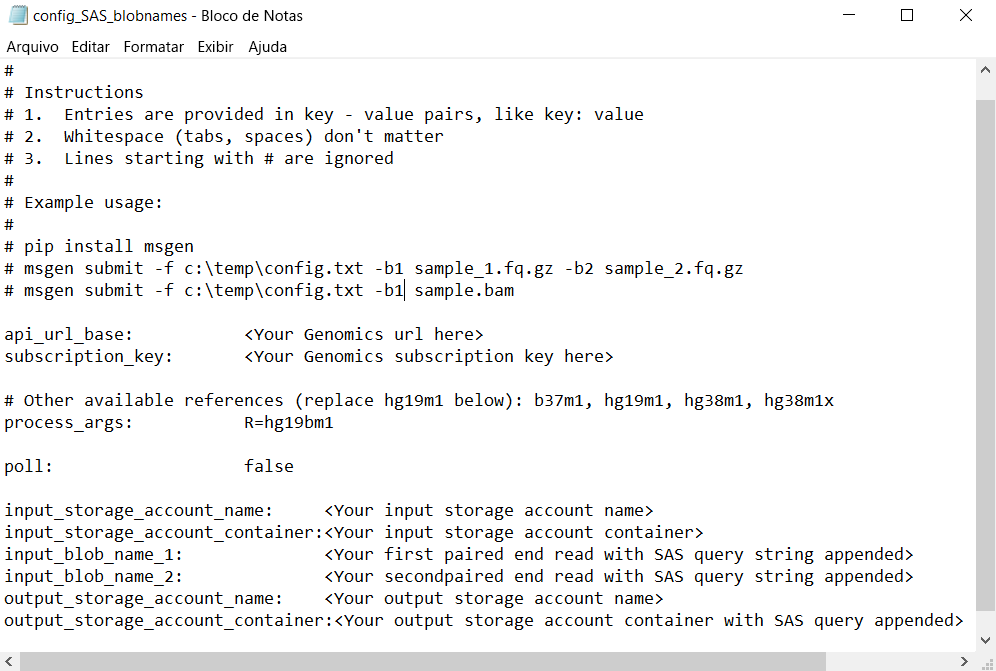 config_SAS_blobnames - Bloco de Notas
Arquivo Editar Formatar Exibir Ajuda
#
# Instructions
# 1.  Entries are provided in key - value pairs, like key: value
# 2.  Whitespace (tabs, spaces) don't matter
# 3.  Lines starting with # are ignored
#
# Example usage:
#
# pip install msgen
# msgen submit -f c:\temp\config.txt -b1 sample_1.fq.gz -b2 sample_2.fq.gz
# msgen submit -f c:\temp\config.txt -b1 sample.bam
api_url_base:           <Your Genomics url here>
subscription_key:       <Your Genomics subscription key here>
# Other available references (replace hg19m1 below): b37m1, hg19m1, hg38m1, hg38m1x
process_args:           R=hg19bm1
poll:                   false
input_storage_account_name:     <Your input storage account name>
input_storage_account_container:<Your input storage account container>
input_blob_name_1:              <Your first paired end read with SAS query string appended>
input_blob_name_2:              <Your secondpaired end read with SAS query string appended>
output_storage_account_name:    <Your output storage account name>
output_storage_account_container:<Your output storage account container with SAS query appended>